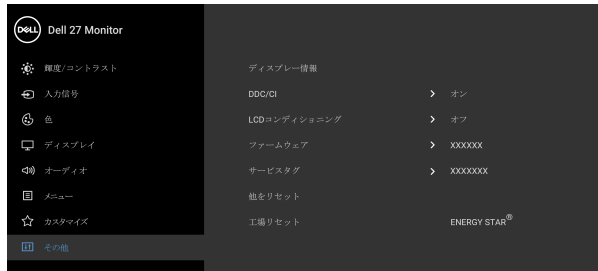 DELL Dell 27 Monitor
輝度/コントラスト
入力信号
色
ディスプレイ
オーディオ
メニュー
カスタマイズ
その他
ディスプレー情報
DDC/CI > オン
LCDコンディショニング > オフ
ファームウェア > XXXXXX
サービスタグ > XXXXXXX
他をリセット
工場リセット ENERGY STAR®